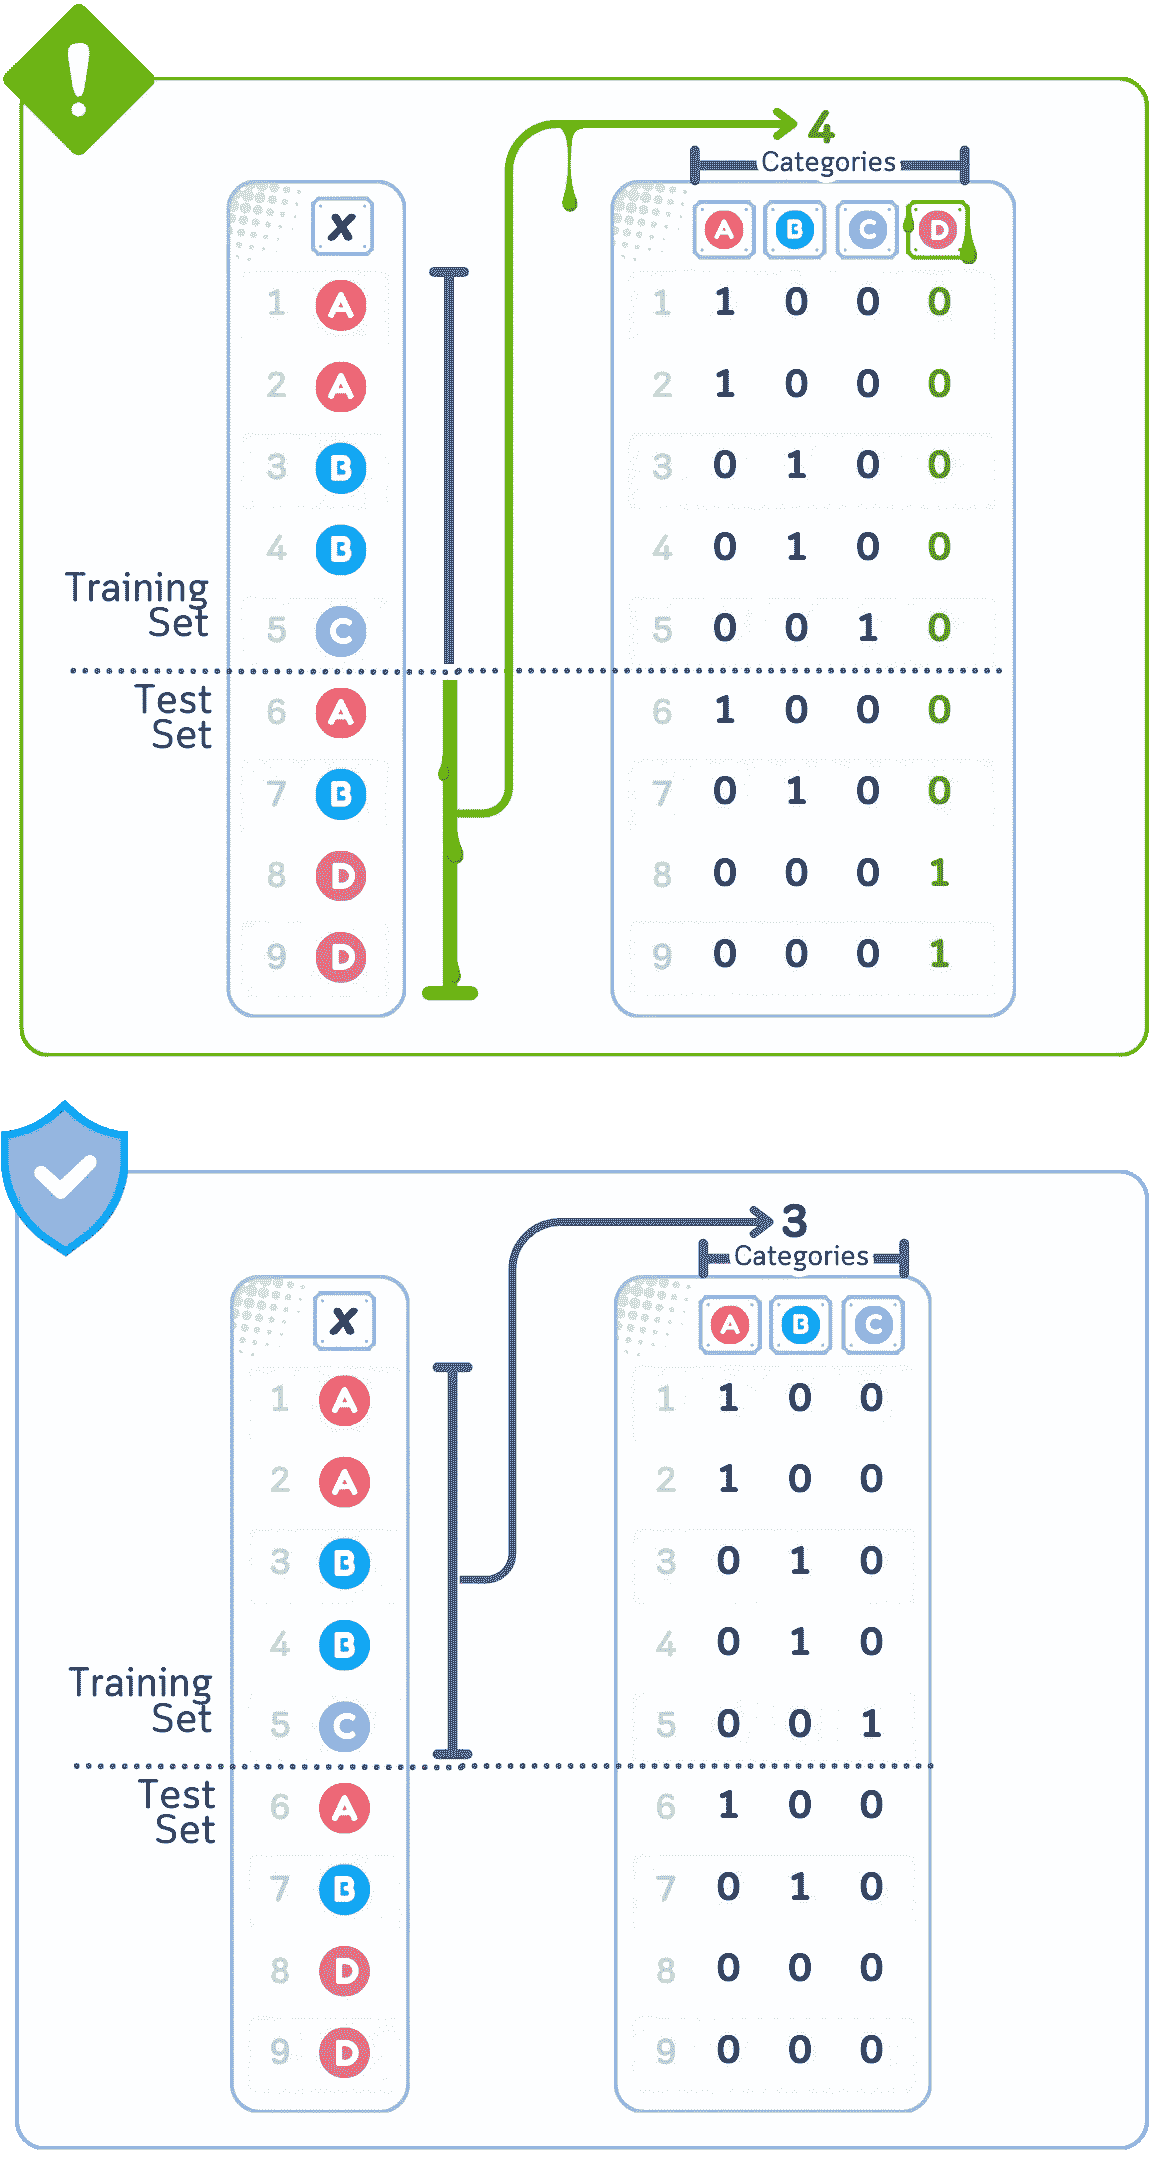 !
4
Categories
X A B C D
1 A 1 1 0 0 0
2 A 2 1 0 0 0
3 B 3 0 1 0 0
4 B 4 0 1 0 0
Training
Set
5 C 5 0 0 1 0
Test
Set
6 A 6 1 0 0 0
7 B 7 0 1 0 0
8 D 8 0 0 0 1
9 D 9 0 0 0 1
3
Categories
X A B C
1 A 1 1 0 0
2 A 2 1 0 0
3 B 3 0 1 0
4 B 4 0 1 0
Training
Set
5 C 5 0 0 1
Test
Set
6 A 6 1 0 0
7 B 7 0 1 0
8 D 8 0 0 0
9 D 9 0 0 0